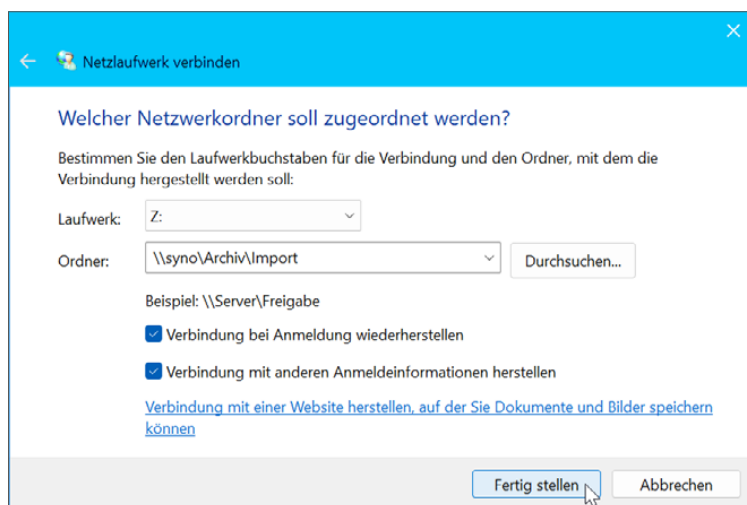 Netzlaufwerk verbinden
Welcher Netzwerkordner soll zugeordnet werden?
Bestimmen Sie den Laufwerkbuchstaben für die Verbindung und den Ordner, mit dem die
Verbindung hergestellt werden soll:
Laufwerk: Z:
Ordner: \\syno\Archiv\Import Durchsuchen...
Beispiel: \\Server\Freigabe
Verbindung bei Anmeldung wiederherstellen
Verbindung mit anderen Anmeldeinformationen herstellen
Verbindung mit einer Website herstellen, auf der Sie Dokumente und Bilder speichern
können
Fertig stellen Abbrechen